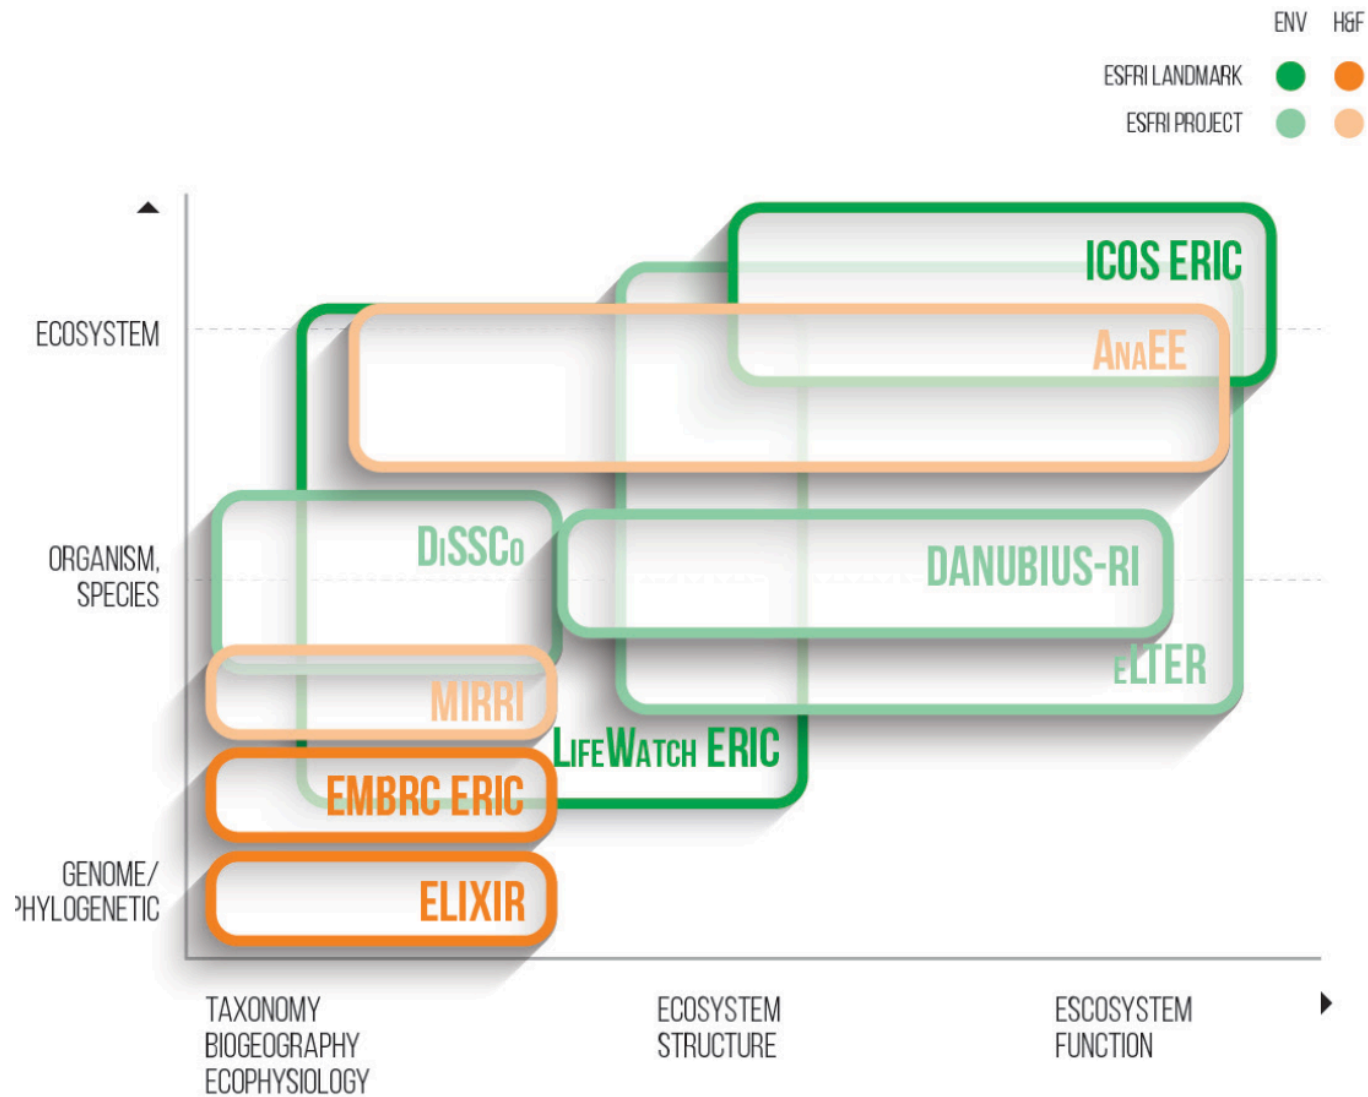 ENV H&F
ESFRI LANDMARK
ESFRI PROJECT
ICOS ERIC
ECOSYSTEM
ANAEE
DISSCO
ORGANISM,
SPECIES
DANUBIUS-RI
ELTER
MIRRI
LIFEWATCH ERIC
EMBRC ERIC
GENOME/
PHYLOGENETIC
ELIXIR
TAXONOMY
BIOGEOGRAPHY
ECOPHYSIOLOGY
ECOSYSTEM
STRUCTURE
ESCOSYSTEM
FUNCTION